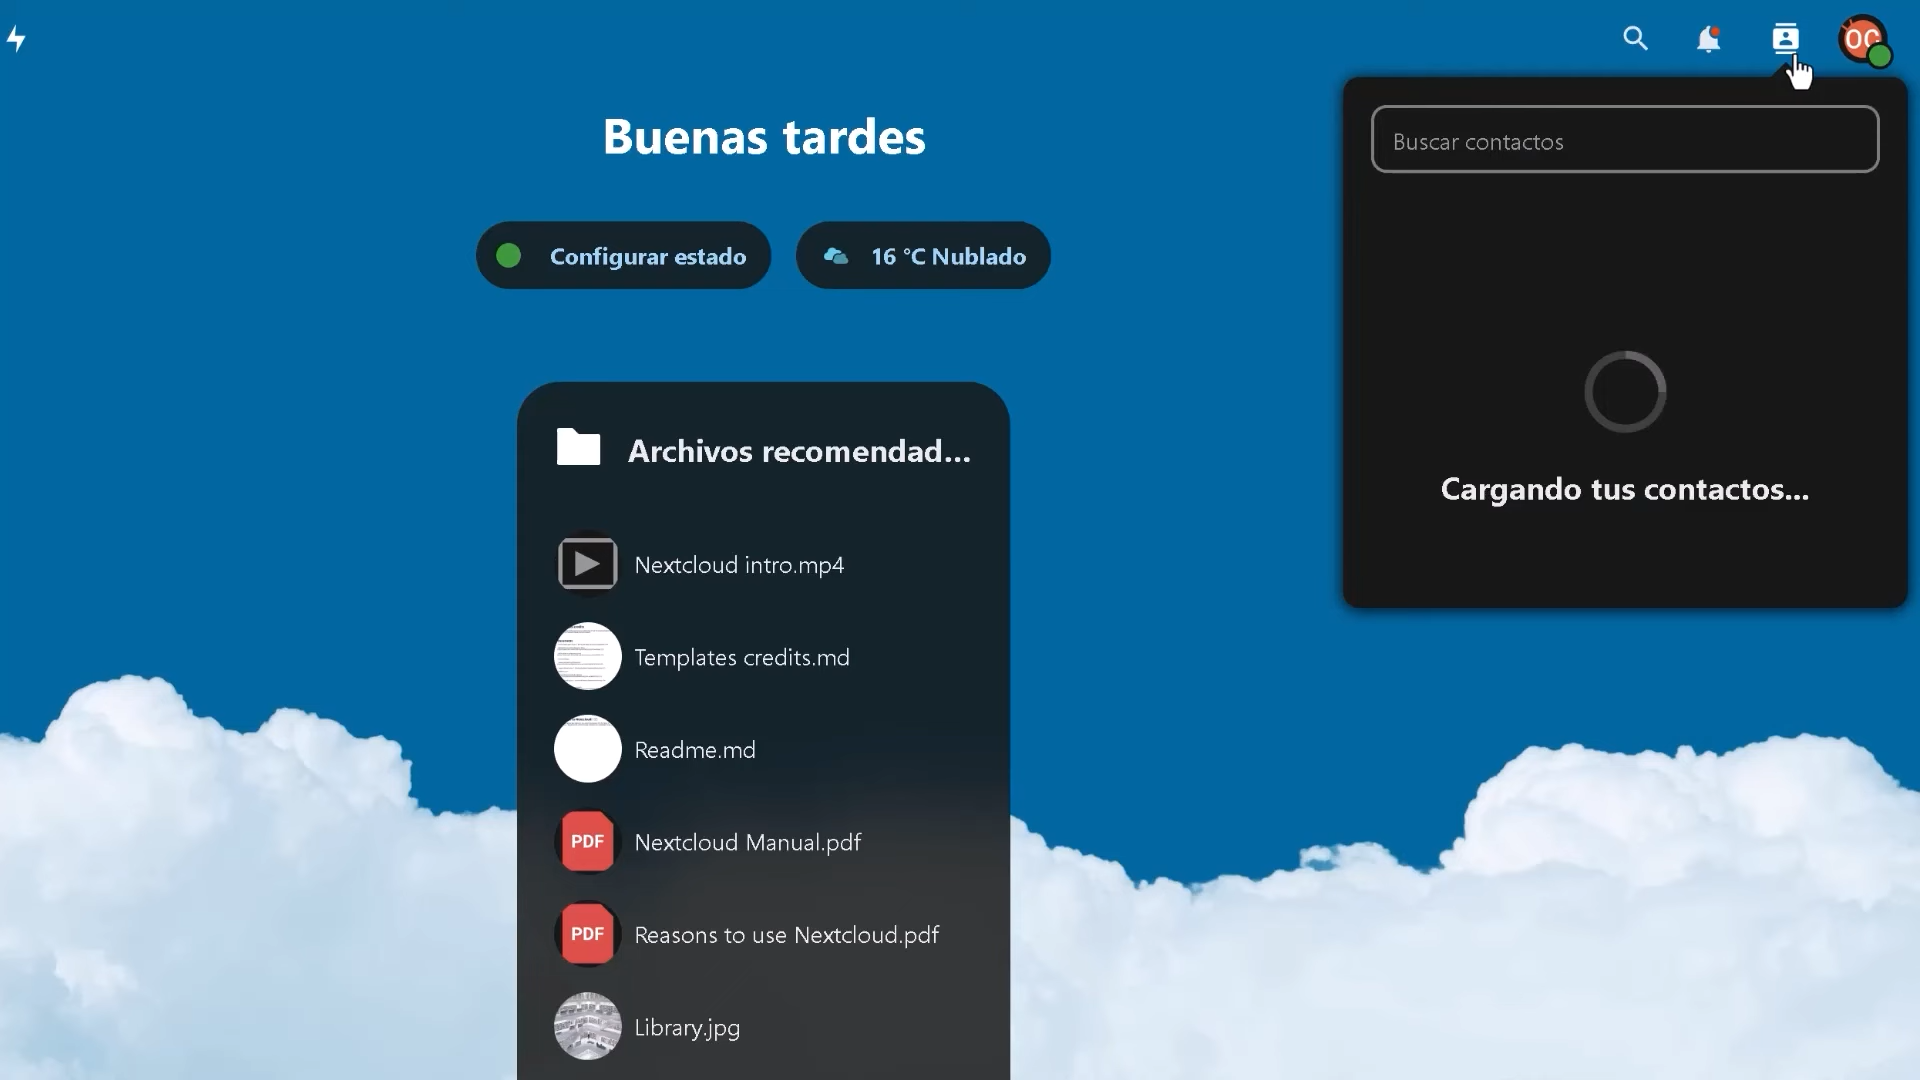 OC
Buenas tardes
Buscar contactos
Configurar estado
16 °C Nublado
Cargando tus contactos...
Archivos recomendad...
Nextcloud intro.mp4
Templates credits.md
Readme.md
PDF
Nextcloud Manual.pdf
PDF
Reasons to use Nextcloud.pdf
Library.jpg